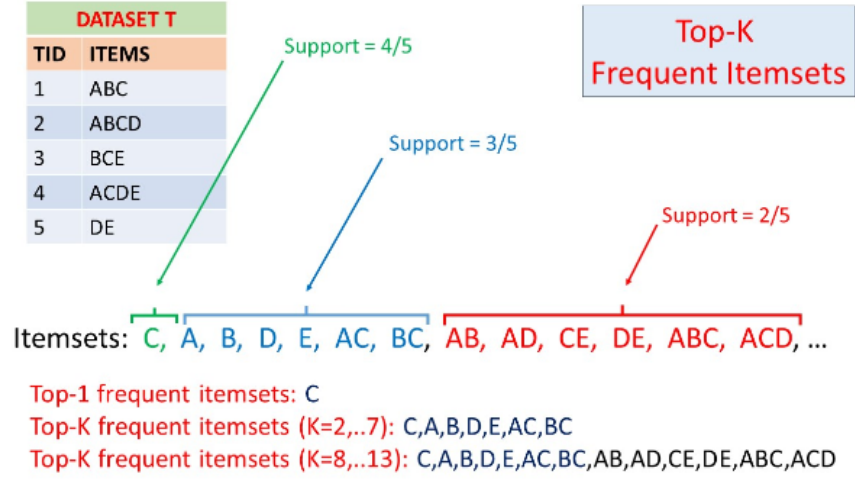 DATASET T
TID ITEMS
1 ABC
2 ABCD
3 BCE
4 ACDE
5 DE
Support = 4/5
Support = 3/5
Support = 2/5
Top-K
Frequent Itemsets
Itemsets: C, A, B, D, E, AC, BC, AB, AD, CE, DE, ABC, ACD, ...
Top-1 frequent itemsets: C
Top-K frequent itemsets (K=2,..7): C,A,B,D,E,AC,BC
Top-K frequent itemsets (K=8,..13): C,A,B,D,E,AC,BC,AB,AD,CE,DE,ABC,ACD